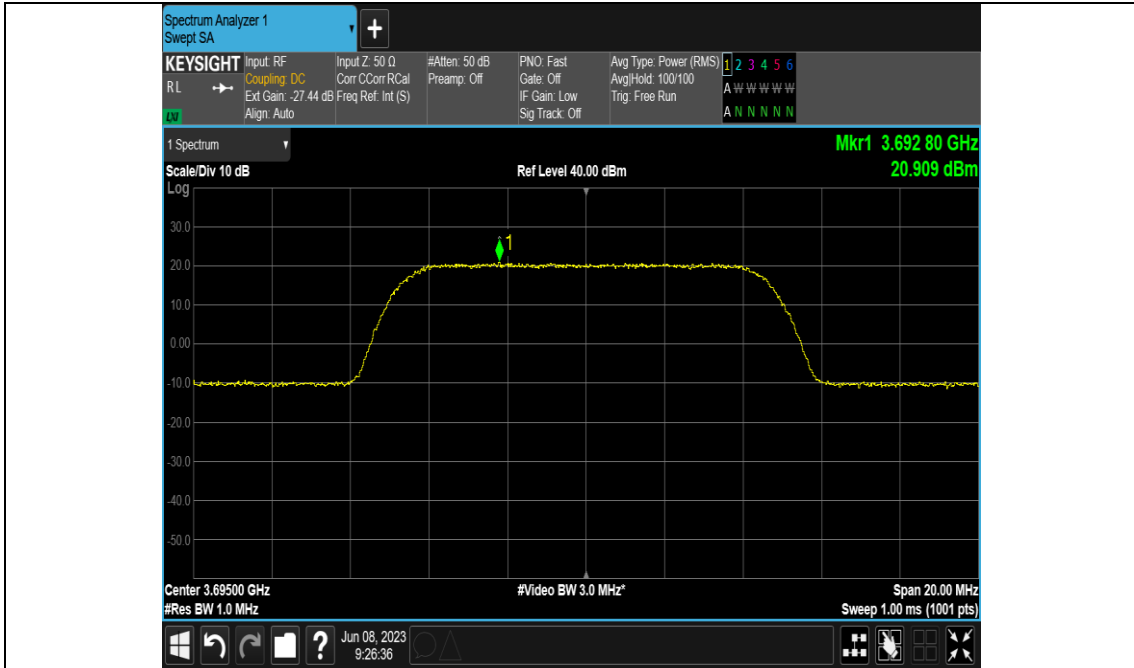 Spectrum Analyzer 1
Swept SA
+
KEYSIGHT
RL
LXI
Input: RF
Coupling: DC
Ext Gain: -27.44 dB
Align: Auto
Input Z: 50 Ω
Corr CCorr RCal
Freq Ref: Int (S)
#Atten: 50 dB
Preamp: Off
PNO: Fast
Gate: Off
IF Gain: Low
Sig Track: Off
Avg Type: Power (RMS)
Avg|Hold: 100/100
Trig: Free Run
1 2 3 4 5 6
A W W W W W
A N N N N N
1 Spectrum
Mkr1 3.692 80 GHz
Scale/Div 10 dB
Ref Level 40.00 dBm
20.909 dBm
Log
30.0
1
20.0
10.0
0.00
-10.0
-20.0
-30.0
-40.0
-50.0
Center 3.69500 GHz
#Video BW 3.0 MHz*
Span 20.00 MHz
#Res BW 1.0 MHz
Sweep 1.00 ms (1001 pts)
?
Jun 08, 2023
9:26:36